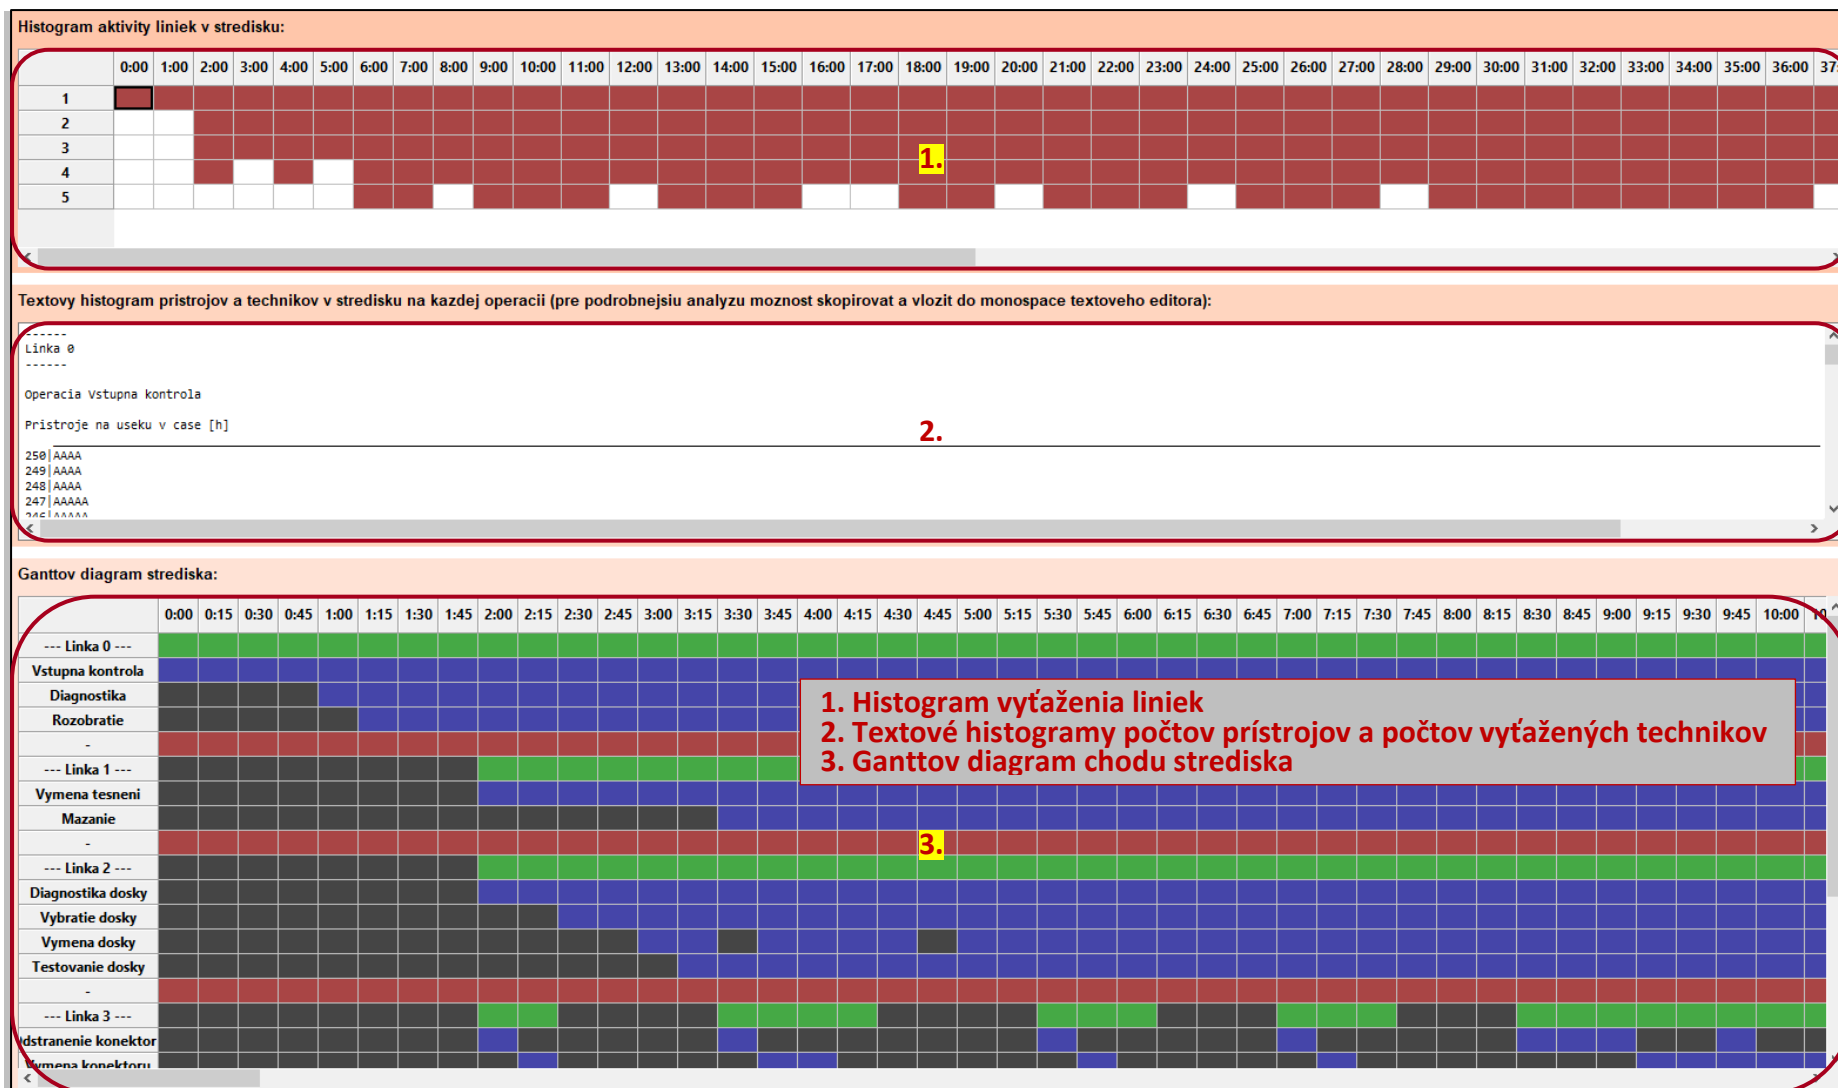 Histogram aktivity liniek v stredisku:
0:00 1:00 2:00 3:00 4:00 5:00 6:00 7:00 8:00 9:00 10:00 11:00 12:00 13:00 14:00 15:00 16:00 17:00 18:00 19:00 20:00 21:00 22:00 23:00 24:00 25:00 26:00 27:00 28:00 29:00 30:00 31:00 32:00 33:00 34:00 35:00 36:00 37:
1
2
3
1.
4
5
Textovy histogram pristrojov a technikov v stredisku na kazdej operacii (pre podrobnejsiu analyzu moznost skopirovat a vlozit do monospace textoveho editora):
------
Linka 0
------
Operacia Vstupna kontrola
Pristroje na useku v case [h]
2.
250|AAAA
249|AAAA
248|AAAA
247|AAAAA
246|AAAAA
Ganttov diagram strediska:
0:00 0:15 0:30 0:45 1:00 1:15 1:30 1:45 2:00 2:15 2:30 2:45 3:00 3:15 3:30 3:45 4:00 4:15 4:30 4:45 5:00 5:15 5:30 5:45 6:00 6:15 6:30 6:45 7:00 7:15 7:30 7:45 8:00 8:15 8:30 8:45 9:00 9:15 9:30 9:45 10:00 10
--- Linka 0 ---
Vstupna kontrola
Diagnostika
Rozobratie
-
--- Linka 1 ---
Vymena tesneni
Mazanie
-
--- Linka 2 ---
Diagnostika dosky
Vybratie dosky
Vymena dosky
Testovanie dosky
-
--- Linka 3 ---
dstranenie konektor
Vymena konektoru
1. Histogram vyťaženia liniek
2. Textové histogramy počtov prístrojov a počtov vyťažených technikov
3. Ganttov diagram chodu strediska
3.